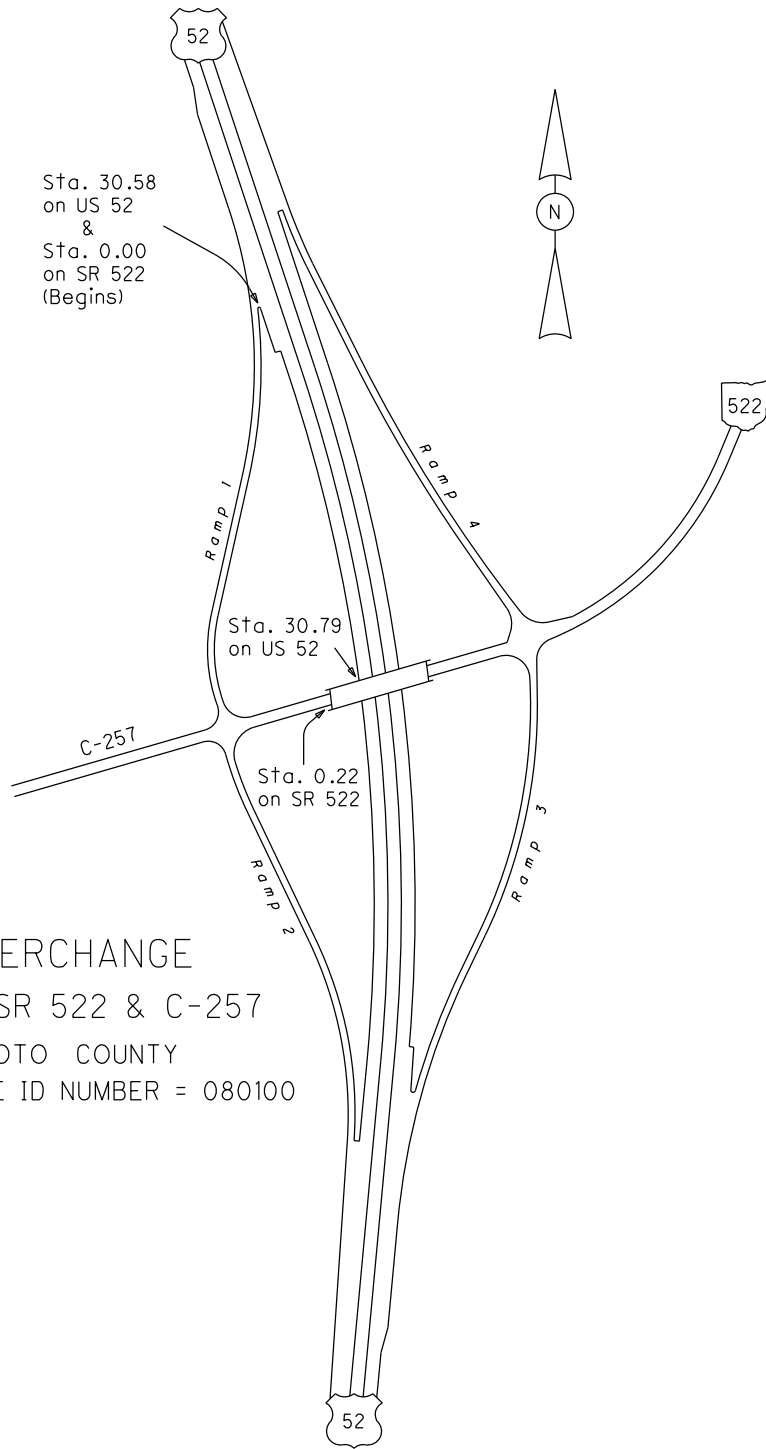 52
Sta. 30.58
on US 52
&
Sta. 0.00
on SR 522
(Begins)
N
522
Ramp 1
Ramp 4
Sta. 30.79
on US 52
C-257
Sta. 0.22
on SR 522
Ramp 2
Ramp 3
ERCHANGE
SR 522 & C-257
OTO COUNTY
E ID NUMBER = 080100
52